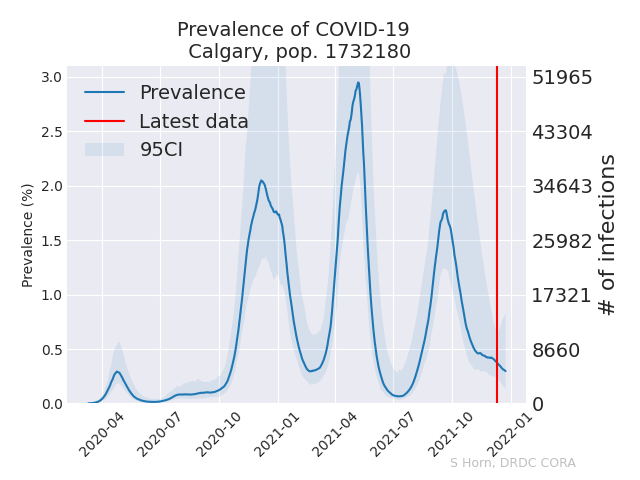 Prevalence of COVID-19
Calgary, pop. 1732180
Prevalence
Latest data
95CI
Prevalence (%)
3.0
2.5
2.0
1.5
1.0
0.5
0.0
51965
43304
34643
25982
17321
8660
0
# of infections
2020-04
2020-07
2020-10
2021-01
2021-04
2021-07
2021-10
2022-01
S Horn, DRDC CORA